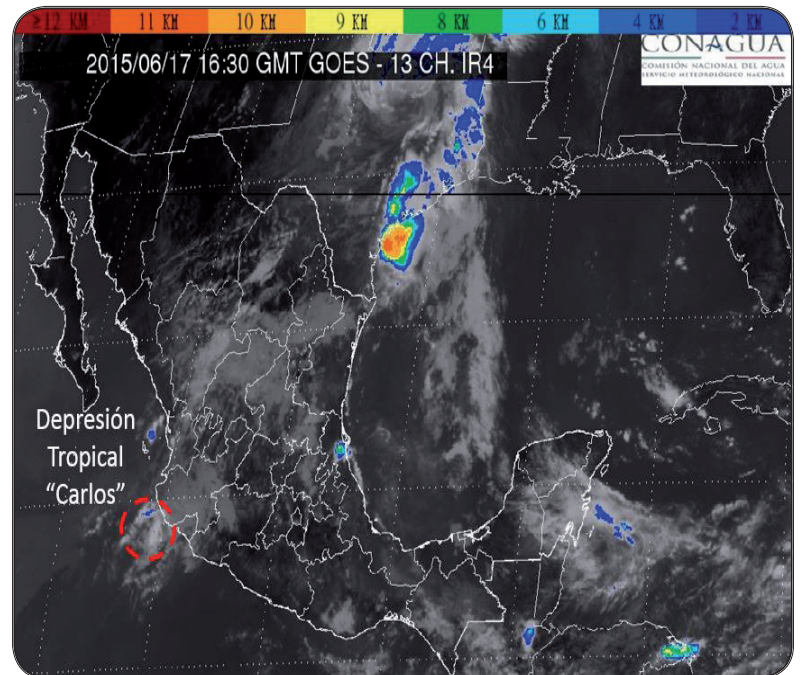 ≥12 KM 11 KM 10 KM 9 KM 8 KM 6 KM 4 KM 2 KM
2015/06/17 16:30 GMT GOES - 13 CH. IR4
CONAGUA
COMISIÓN NACIONAL DEL AGUA
SERVICIO METEOROLÓGICO NACIONAL
Depresión
Tropical
“Carlos”